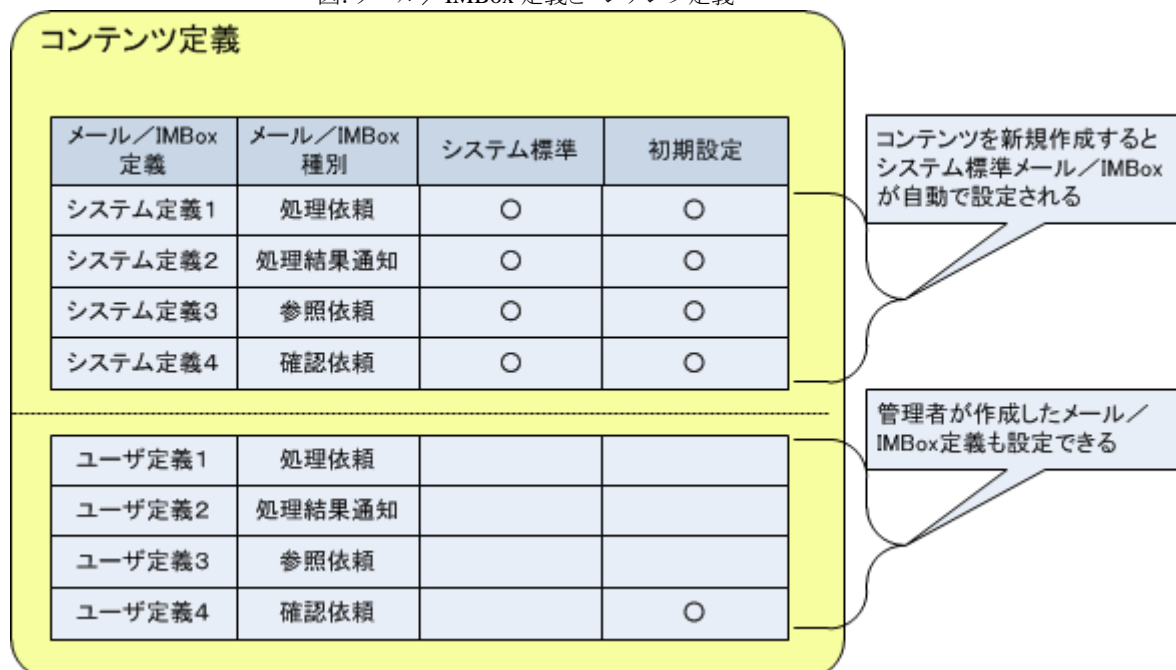 コンテンツ定義
メール／IMBox 定義 メール／IMBox 種別 システム標準 初期設定
システム定義1 処理依頼 ○ ○
システム定義2 処理結果通知 ○ ○
システム定義3 参照依頼 ○ ○
システム定義4 確認依頼 ○ ○
コンテンツを新規作成すると
システム標準メール／IMBox
が自動で設定される
ユーザ定義1 処理依頼
ユーザ定義2 処理結果通知
ユーザ定義3 参照依頼
ユーザ定義4 確認依頼 ○
管理者が作成したメール／
IMBox定義も設定できる